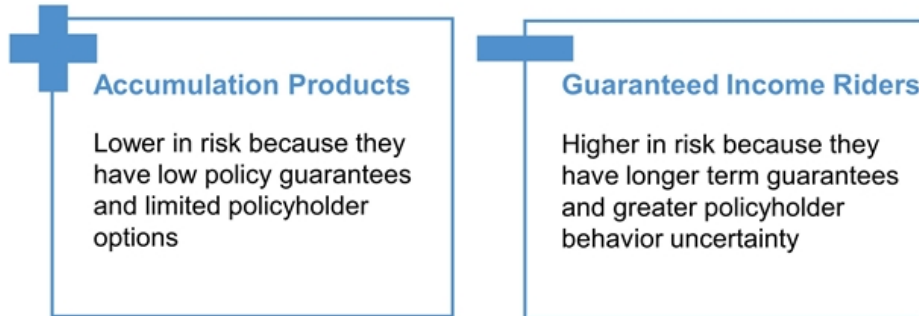 Accumulation Products
Lower in risk because they
have low policy guarantees
and limited policyholder
options
Guaranteed Income Riders
Higher in risk because they
have longer term guarantees
and greater policyholder
behavior uncertainty